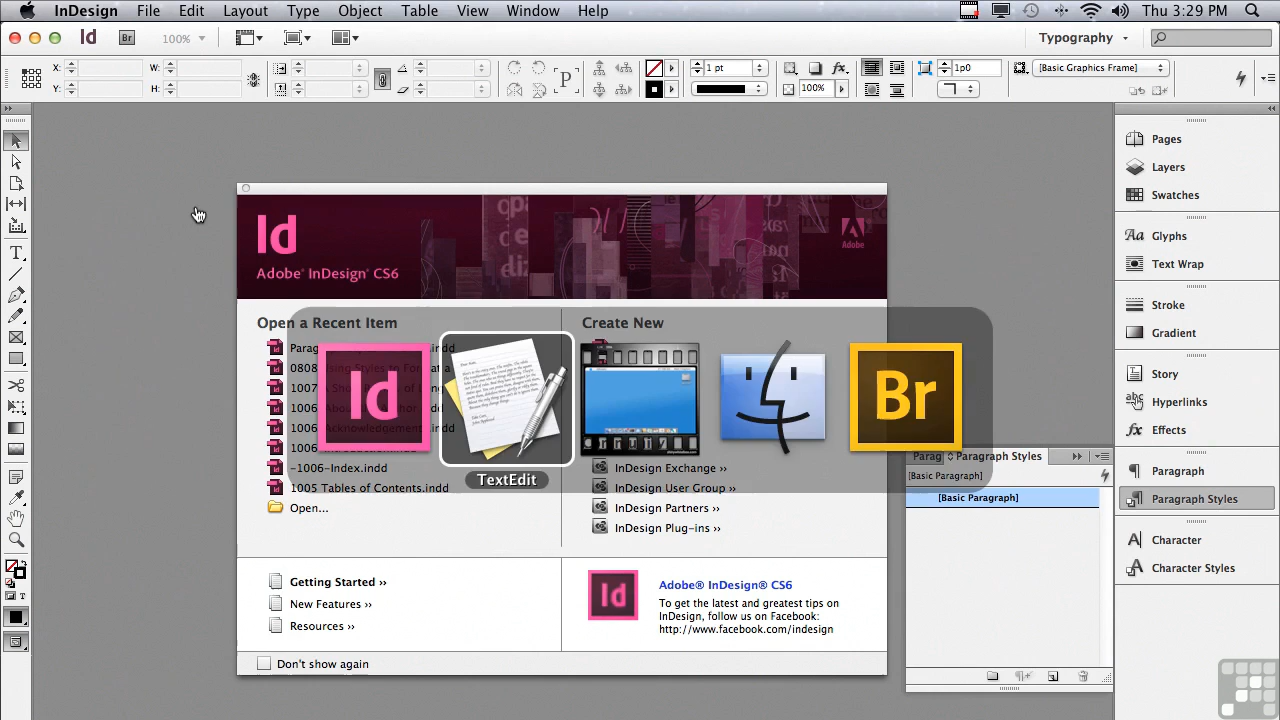 InDesign File Edit Layout Type Object Table View Window Help Thu 3:29 PM
Id Br 100% Typography
X: W: 1 pt 1p0 [Basic Graphics Frame]
Y: H: 100%
Pages
Layers
Swatches
Glyphs
Text Wrap
Stroke
Gradient
Story
Hyperlinks
Effects
Paragraph
Paragraph Styles
Character
Character Styles
Id
Adobe® InDesign® CS6
Adobe
Open a Recent Item
.indd
0808
1007
1006
1006
-1006-Index.indd
1005 Tables of Contents.indd
Open...
Create New
InDesign Exchange ››
InDesign User Group ››
InDesign Partners ››
InDesign Plug-ins ››
Id
Br
TextEdit
Getting Started ››
New Features ››
Resources ››
Id
Adobe® InDesign® CS6
To get the latest and greatest tips on
InDesign, follow us on Facebook:
http://www.facebook.com/indesign
Don't show again
Parag Paragraph Styles
[Basic Paragraph]
[Basic Paragraph]